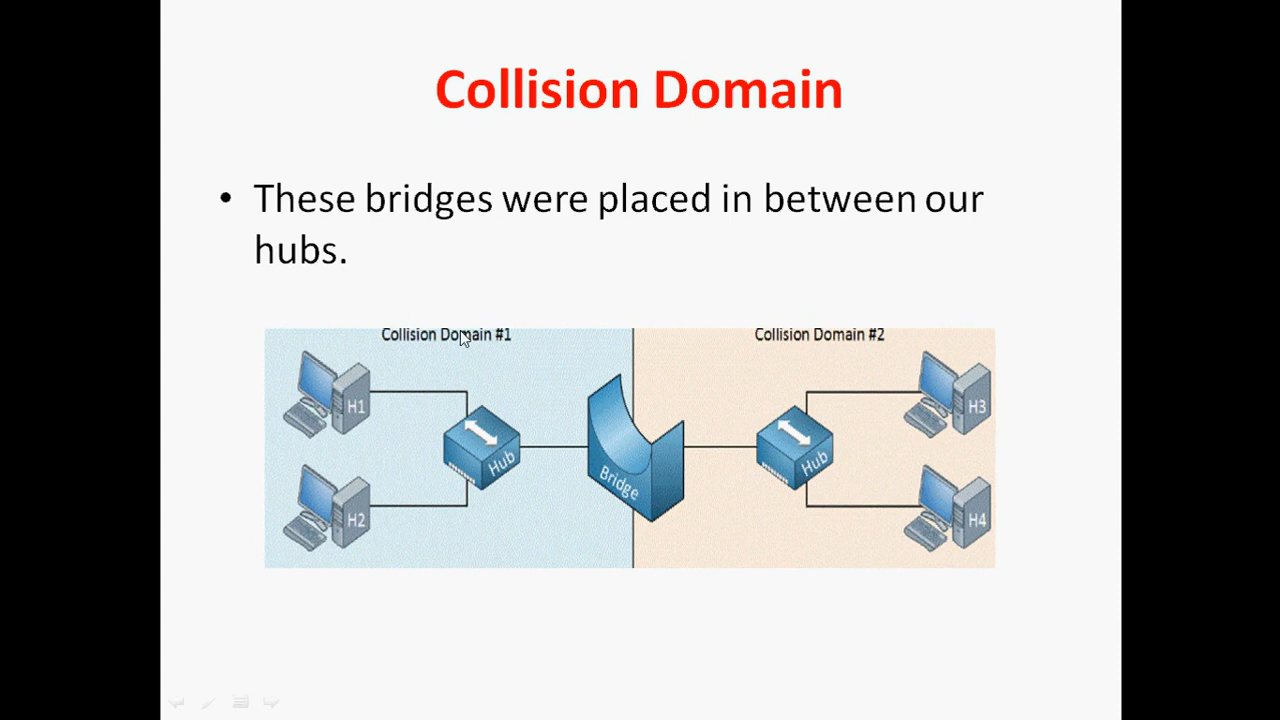 Collision Domain
• These bridges were placed in between our
hubs.
Collision Domain #1
Collision Domain #2
H1
H3
Hub
Bridge
Hub
H2
H4